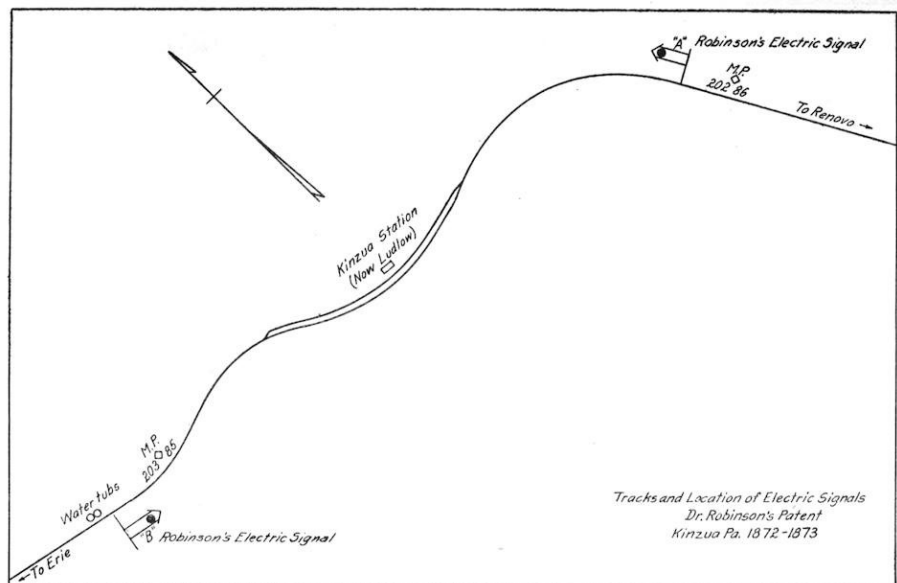 "A" Robinson's Electric Signal
M.P.
202 86
To Renovo →
Kinzua Station
(Now Ludlow)
M.P.
203 85
Water tubs
"B" Robinson's Electric Signal
← To Erie
Tracks and Location of Electric Signals
Dr. Robinson's Patent
Kinzua Pa. 1872-1873